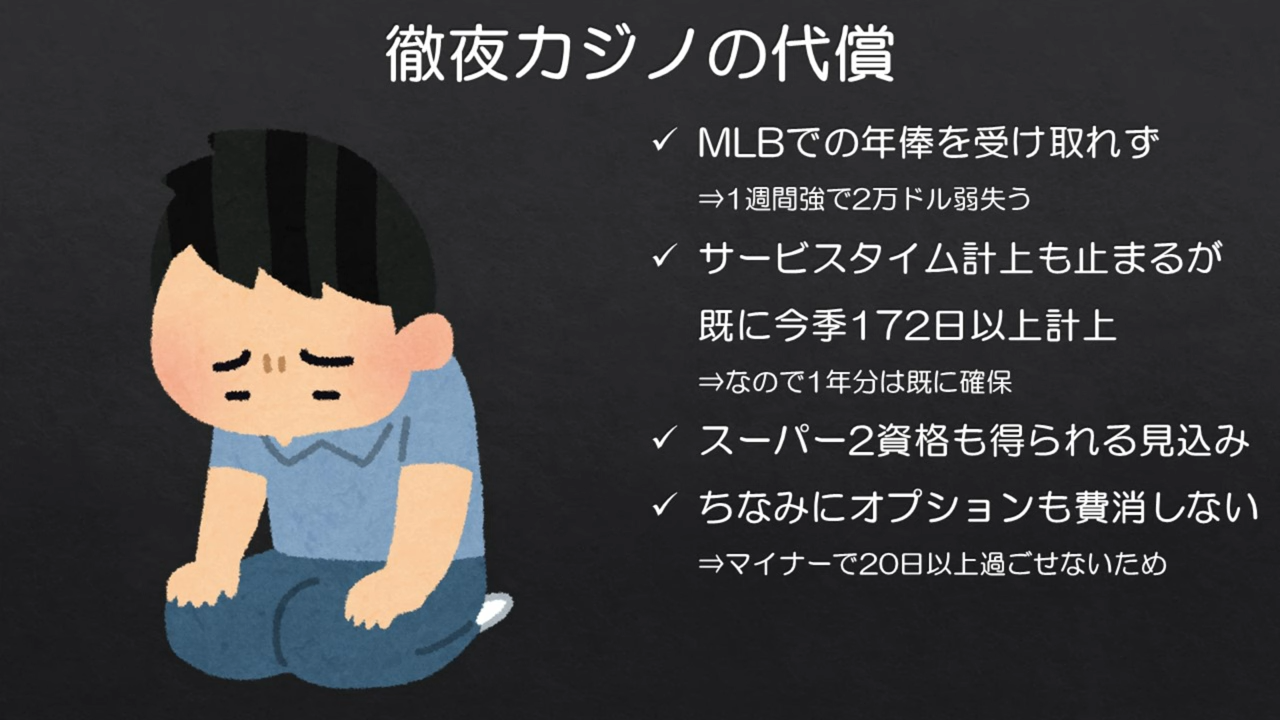 徹夜カジノの代償
✓ MLBでの年俸を受け取れず
⇒1週間強で2万ドル弱失う
✓ サービスタイム計上も止まるが
既に今季172日以上計上
⇒なので1年分は既に確保
✓ スーパー2資格も得られる見込み
✓ ちなみにオプションも費消しない
⇒マイナーで20日以上過ごせないため